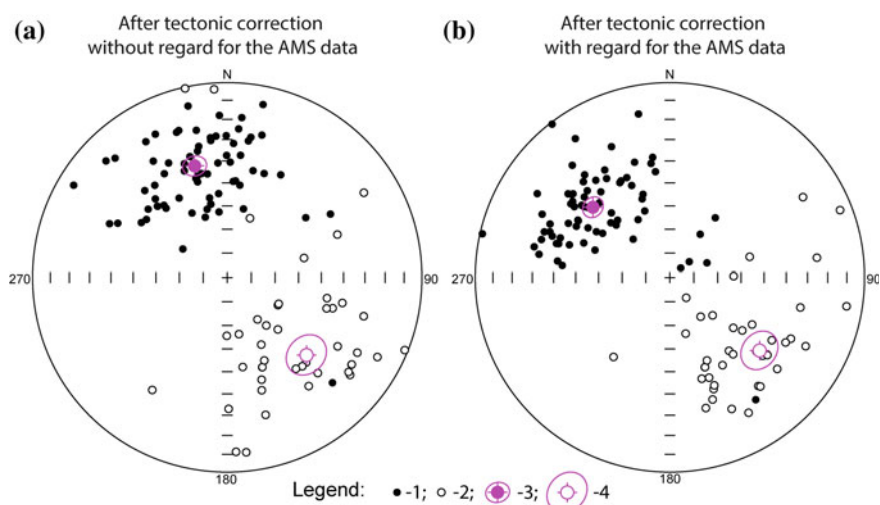 (a)
After tectonic correction
without regard for the AMS data
N
270
90
180
(b)
After tectonic correction
with regard for the AMS data
N
270
90
180
Legend: -1; -2; -3; -4